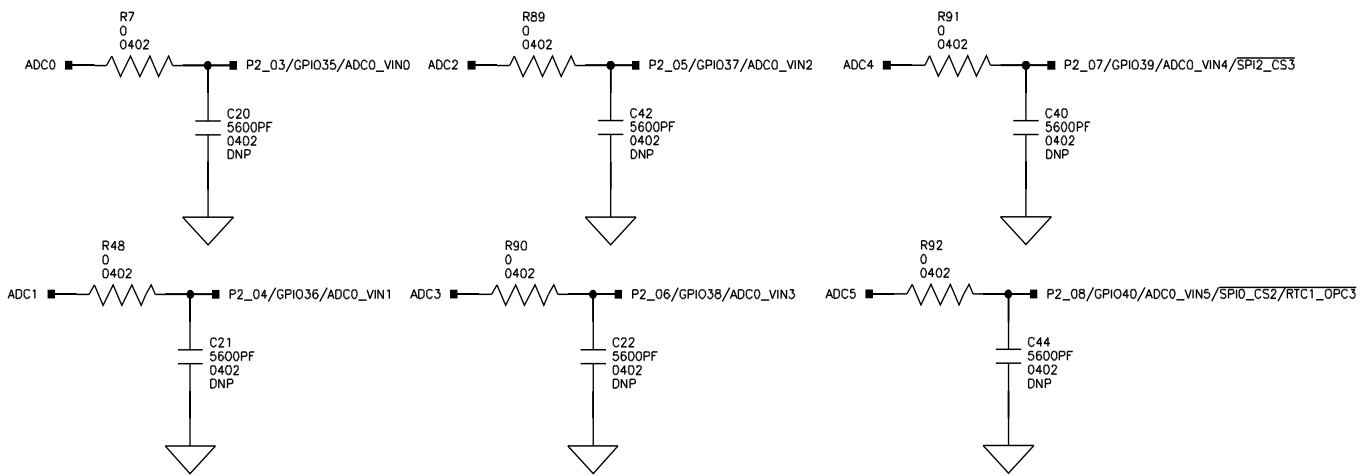 R7
0
0402
ADC0
P2_03/GPIO35/ADC0_VIN0
C20
5600PF
0402
DNP
R89
0
0402
ADC2
P2_05/GPIO37/ADC0_VIN2
C42
5600PF
0402
DNP
R91
0
0402
ADC4
P2_07/GPIO39/ADC0_VIN4/SPI2_CS3
C40
5600PF
0402
DNP
R48
0
0402
ADC1
P2_04/GPIO36/ADC0_VIN1
C21
5600PF
0402
DNP
R90
0
0402
ADC3
P2_06/GPIO38/ADC0_VIN3
C22
5600PF
0402
DNP
R92
0
0402
ADC5
P2_08/GPIO40/ADC0_VIN5/SPI0_CS2/RTC1_OPC3
C44
5600PF
0402
DNP